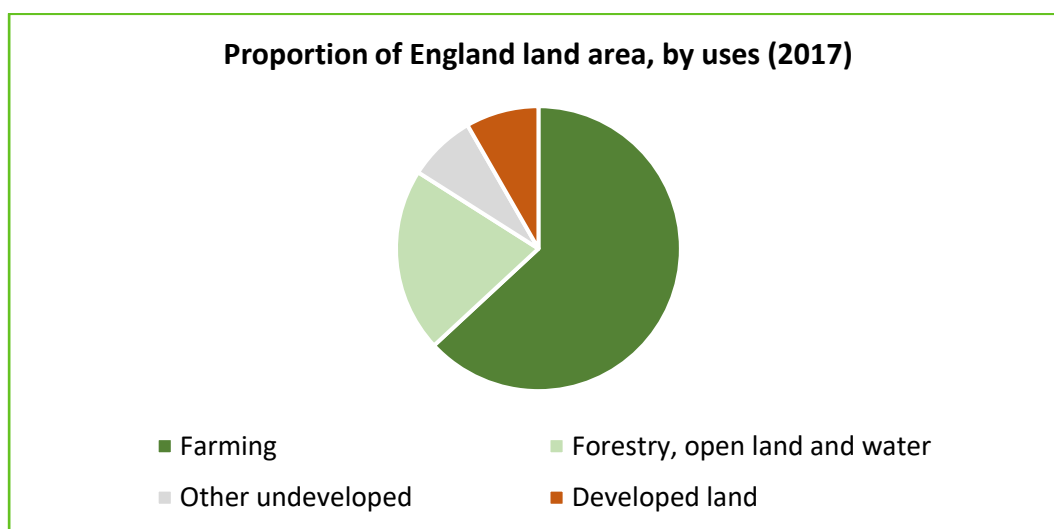 Proportion of England land area, by uses (2017)
Farming
Forestry, open land and water
Other undeveloped
Developed land